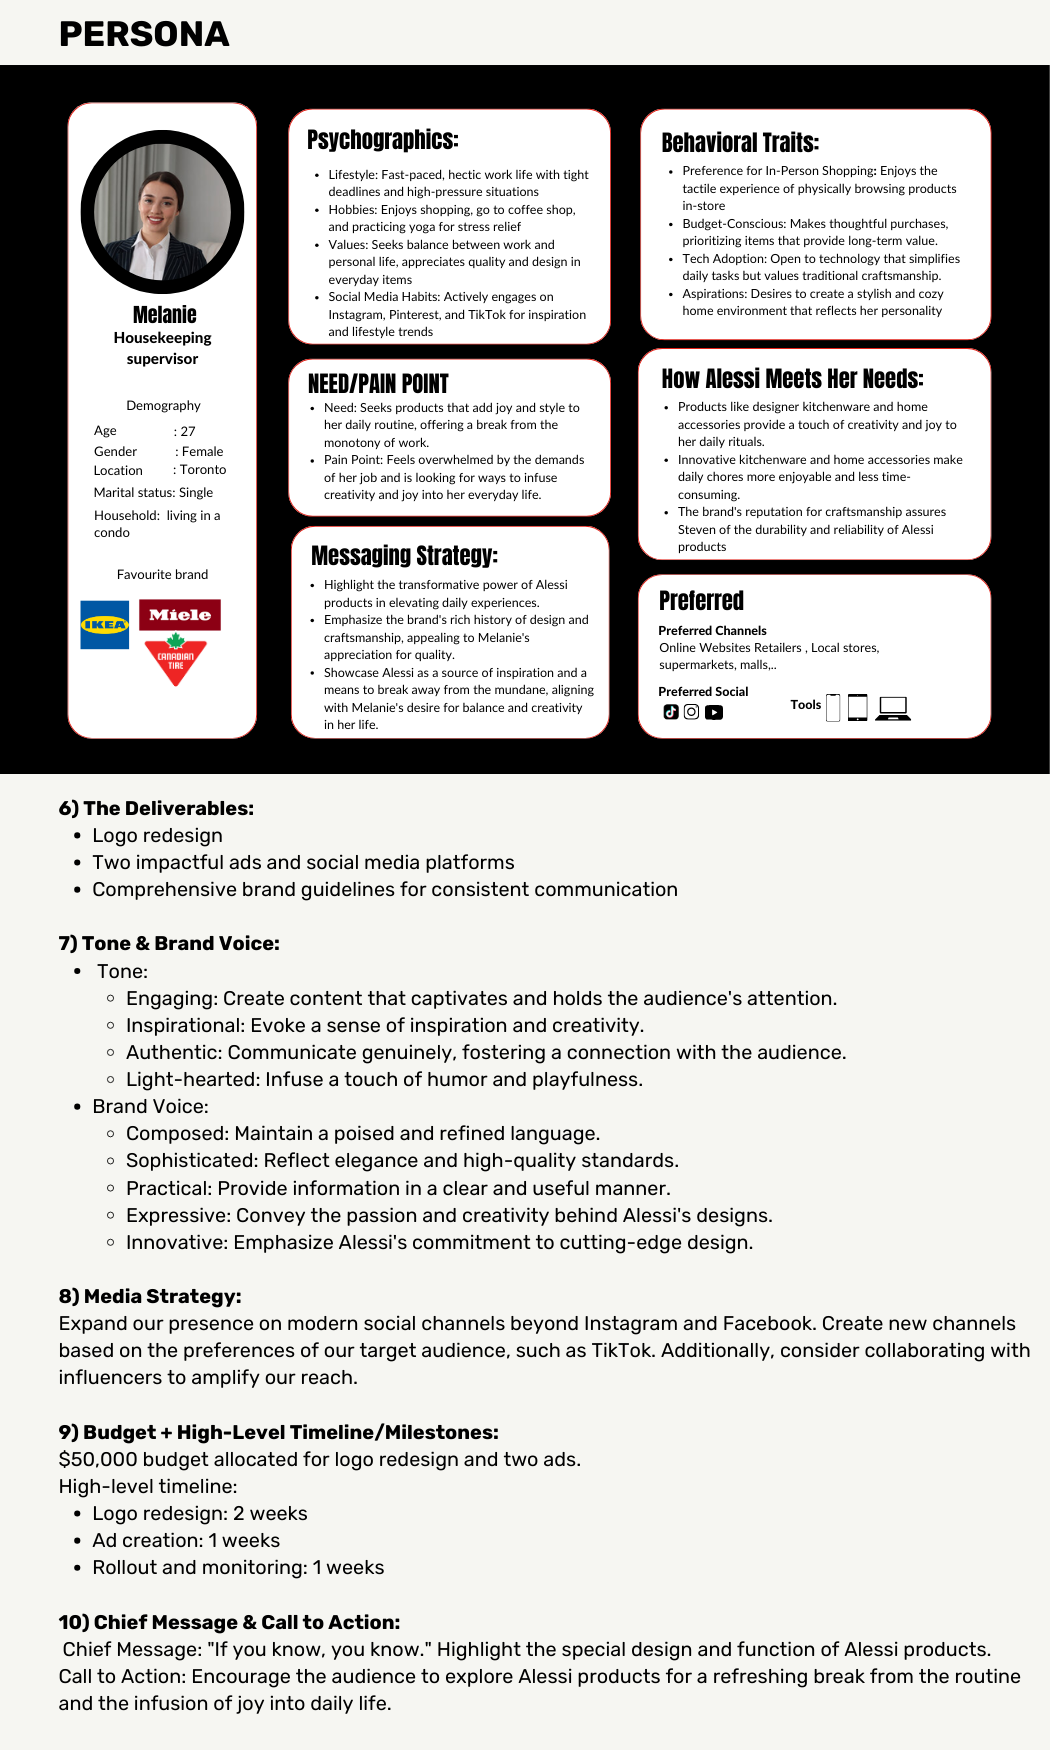 PERSONA
Melanie
Housekeeping
supervisor
Demography
Age : 27
Gender : Female
Location : Toronto
Marital status: Single
Household: living in a
condo
Favourite brand
IKEA
Miele
CANADIAN
TIRE
Psychographics:
• Lifestyle: Fast-paced, hectic work life with tight
deadlines and high-pressure situations
• Hobbies: Enjoys shopping, go to coffee shop,
and practicing yoga for stress relief
• Values: Seeks balance between work and
personal life, appreciates quality and design in
everyday items
• Social Media Habits: Actively engages on
Instagram, Pinterest, and TikTok for inspiration
and lifestyle trends
NEED/PAIN POINT
• Need: Seeks products that add joy and style to
her daily routine, offering a break from the
monotony of work.
• Pain Point: Feels overwhelmed by the demands
of her job and is looking for ways to infuse
creativity and joy into her everyday life.
Messaging Strategy:
• Highlight the transformative power of Alessi
products in elevating daily experiences.
• Emphasize the brand's rich history of design and
craftsmanship, appealing to Melanie's
appreciation for quality.
• Showcase Alessi as a source of inspiration and a
means to break away from the mundane, aligning
with Melanie's desire for balance and creativity
in her life.
Behavioral Traits:
• Preference for In-Person Shopping: Enjoys the
tactile experience of physically browsing products
in-store
• Budget-Conscious: Makes thoughtful purchases,
prioritizing items that provide long-term value.
• Tech Adoption: Open to technology that simplifies
daily tasks but values traditional craftsmanship.
• Aspirations: Desires to create a stylish and cozy
home environment that reflects her personality
How Alessi Meets Her Needs:
• Products like designer kitchenware and home
accessories provide a touch of creativity and joy to
her daily rituals.
• Innovative kitchenware and home accessories make
daily chores more enjoyable and less time-
consuming.
• The brand's reputation for craftsmanship assures
Steven of the durability and reliability of Alessi
products
Preferred
Preferred Channels
Online Websites Retailers , Local stores,
supermarkets, malls,..
Preferred Social
Tools
6) The Deliverables:
• Logo redesign
• Two impactful ads and social media platforms
• Comprehensive brand guidelines for consistent communication
7) Tone & Brand Voice:
• Tone:
◦ Engaging: Create content that captivates and holds the audience's attention.
◦ Inspirational: Evoke a sense of inspiration and creativity.
◦ Authentic: Communicate genuinely, fostering a connection with the audience.
◦ Light-hearted: Infuse a touch of humor and playfulness.
• Brand Voice:
◦ Composed: Maintain a poised and refined language.
◦ Sophisticated: Reflect elegance and high-quality standards.
◦ Practical: Provide information in a clear and useful manner.
◦ Expressive: Convey the passion and creativity behind Alessi's designs.
◦ Innovative: Emphasize Alessi's commitment to cutting-edge design.
8) Media Strategy:
Expand our presence on modern social channels beyond Instagram and Facebook. Create new channels
based on the preferences of our target audience, such as TikTok. Additionally, consider collaborating with
influencers to amplify our reach.
9) Budget + High-Level Timeline/Milestones:
$50,000 budget allocated for logo redesign and two ads.
High-level timeline:
• Logo redesign: 2 weeks
• Ad creation: 1 weeks
• Rollout and monitoring: 1 weeks
10) Chief Message & Call to Action:
Chief Message: "If you know, you know." Highlight the special design and function of Alessi products.
Call to Action: Encourage the audience to explore Alessi products for a refreshing break from the routine
and the infusion of joy into daily life.